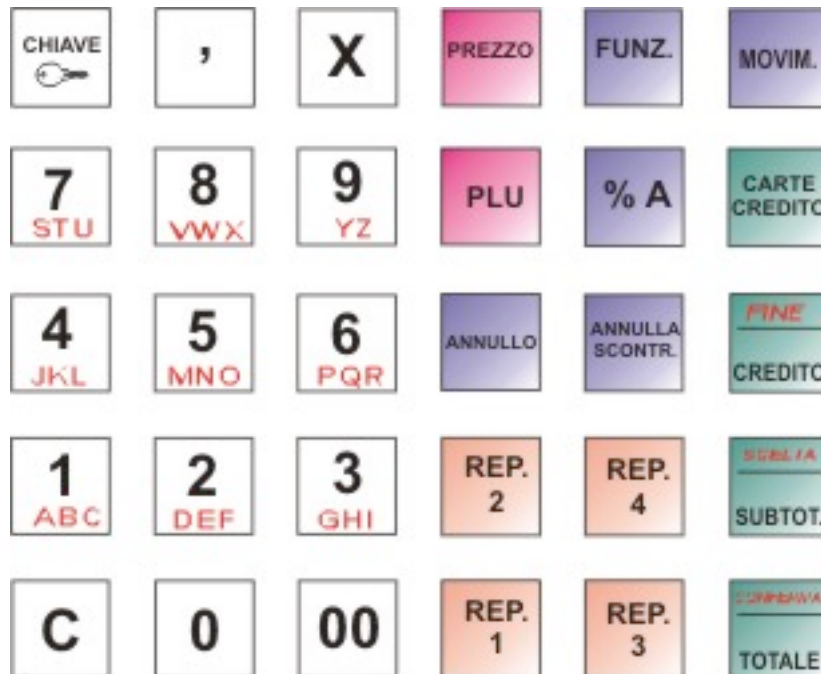 CHIAVE , X PREZZO FUNZ. MOVIM.
7 8 9 PLU % A CARTE
STU VWX YZ CREDITO
4 5 6 ANNULLO ANNULLA FINE
JKL MNO PQR SCONTR. CREDITO
1 2 3 REP. REP. SCELTA
ABC DEF GHI 2 4 SUBTOT.
C 0 00 REP. REP. CONFERMA
1 3 TOTALE